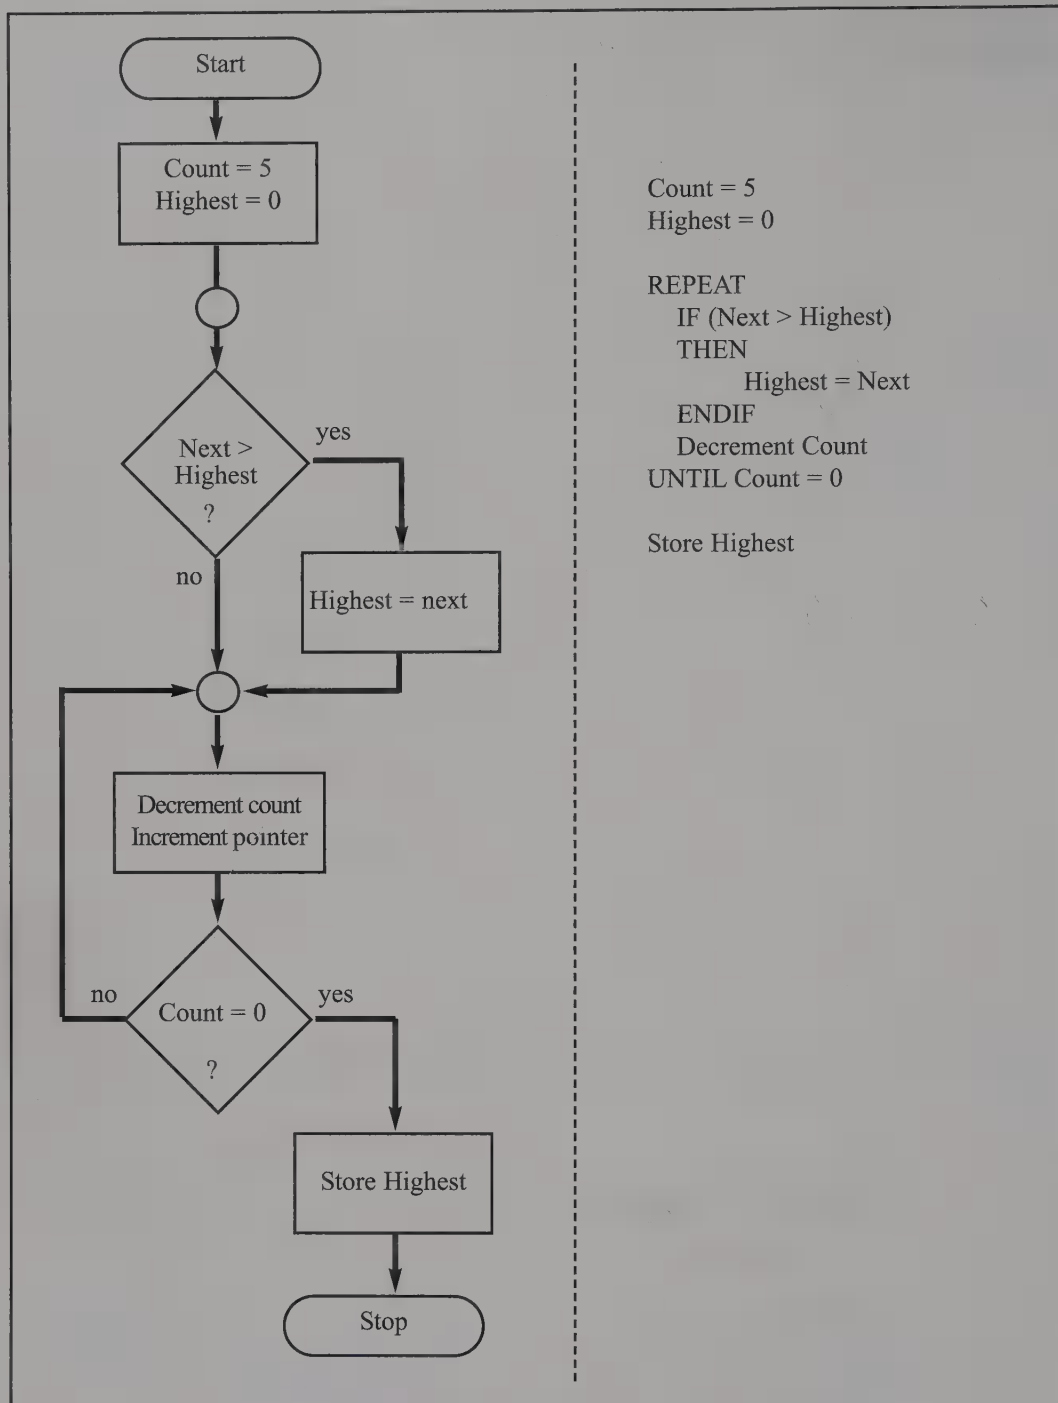 Start
Count = 5
Highest = 0
Next >
Highest
?
yes
no
Highest = next
Decrement count
Increment pointer
Count = 0
?
no
yes
Store Highest
Stop
Count = 5
Highest = 0
REPEAT
IF (Next > Highest)
THEN
Highest = Next
ENDIF
Decrement Count
UNTIL Count = 0
Store Highest